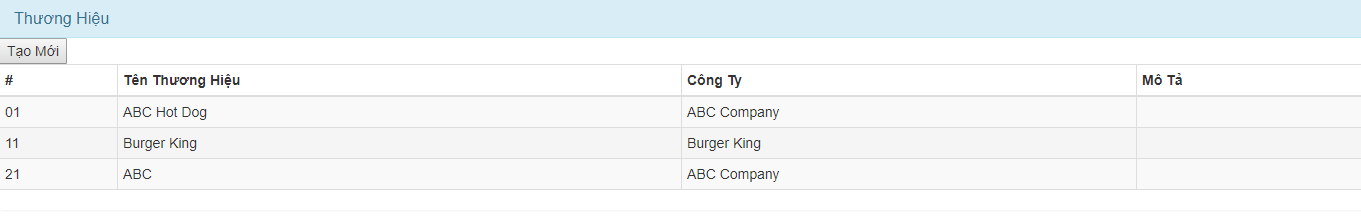 Thương Hiệu
Tạo Mới
# Tên Thương Hiệu Công Ty Mô Tả
01 ABC Hot Dog ABC Company
11 Burger King Burger King
21 ABC ABC Company